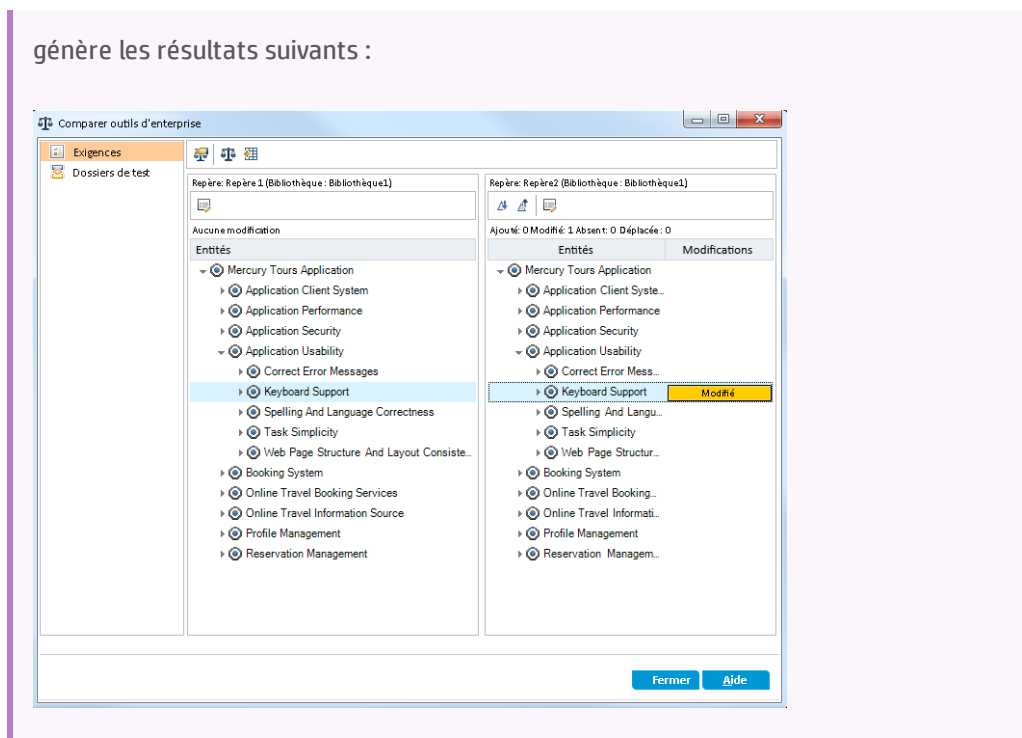 génère les résultats suivants :
Comparer outils d'enterprise
Exigences
Dossiers de test
Repère: Repère 1 (Bibliothèque : Bibliothèque1)
Aucune modification
Entités
Mercury Tours Application
Application Client System
Application Performance
Application Security
Application Usability
Correct Error Messages
Keyboard Support
Spelling And Language Correctness
Task Simplicity
Web Page Structure And Layout Consiste...
Booking System
Online Travel Booking Services
Online Travel Information Source
Profile Management
Reservation Management
Repère: Repère2 (Bibliothèque : Bibliothèque1)
Ajouté: 0 Modifié: 1 Absent: 0 Déplacée : 0
Entités Modifications
Mercury Tours Application
Application Client Syste...
Application Performance
Application Security
Application Usability
Correct Error Mess...
Keyboard Support Modifié
Spelling And Langu...
Task Simplicity
Web Page Structur...
Booking System
Online Travel Booking...
Online Travel Informati...
Profile Management
Reservation Managem...
Fermer Aide